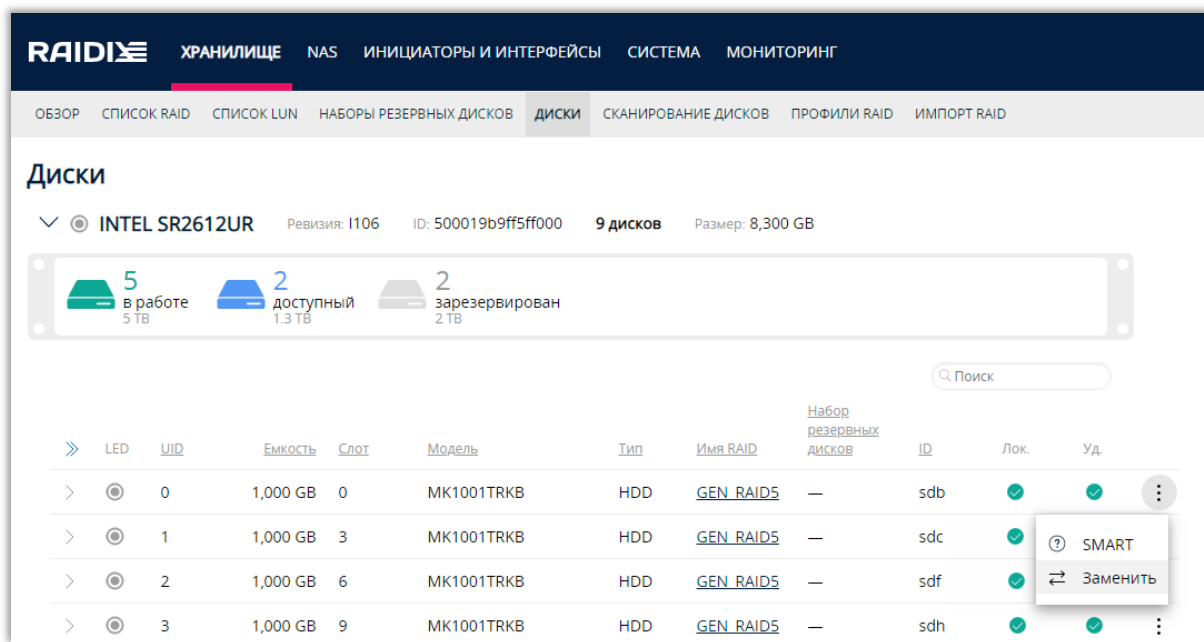 RAIDIX ХРАНИЛИЩЕ NAS ИНИЦИАТОРЫ И ИНТЕРФЕЙСЫ СИСТЕМА МОНИТОРИНГ
ОБЗОР СПИСОК RAID СПИСОК LUN НАБОРЫ РЕЗЕРВНЫХ ДИСКОВ ДИСКИ СКАНИРОВАНИЕ ДИСКОВ ПРОФИЛИ RAID ИМПОРТ RAID
Диски
INTEL SR2612UR Ревизия: I106 ID: 500019b9ff5ff000 9 дисков Размер: 8,300 GB
5 2 2
в работе доступный зарезервирован
5 TB 1.3 TB 2 TB
Поиск
Набор
резервных
LED UID Емкость Слот Модель Тип Имя RAID дисков ID Лок. Уд.
0 1,000 GB 0 MK1001TRKB HDD GEN_RAID5 — sdb
1 1,000 GB 3 MK1001TRKB HDD GEN_RAID5 — sdc SMART
2 1,000 GB 6 MK1001TRKB HDD GEN_RAID5 — sdf Заменить
3 1,000 GB 9 MK1001TRKB HDD GEN_RAID5 — sdh